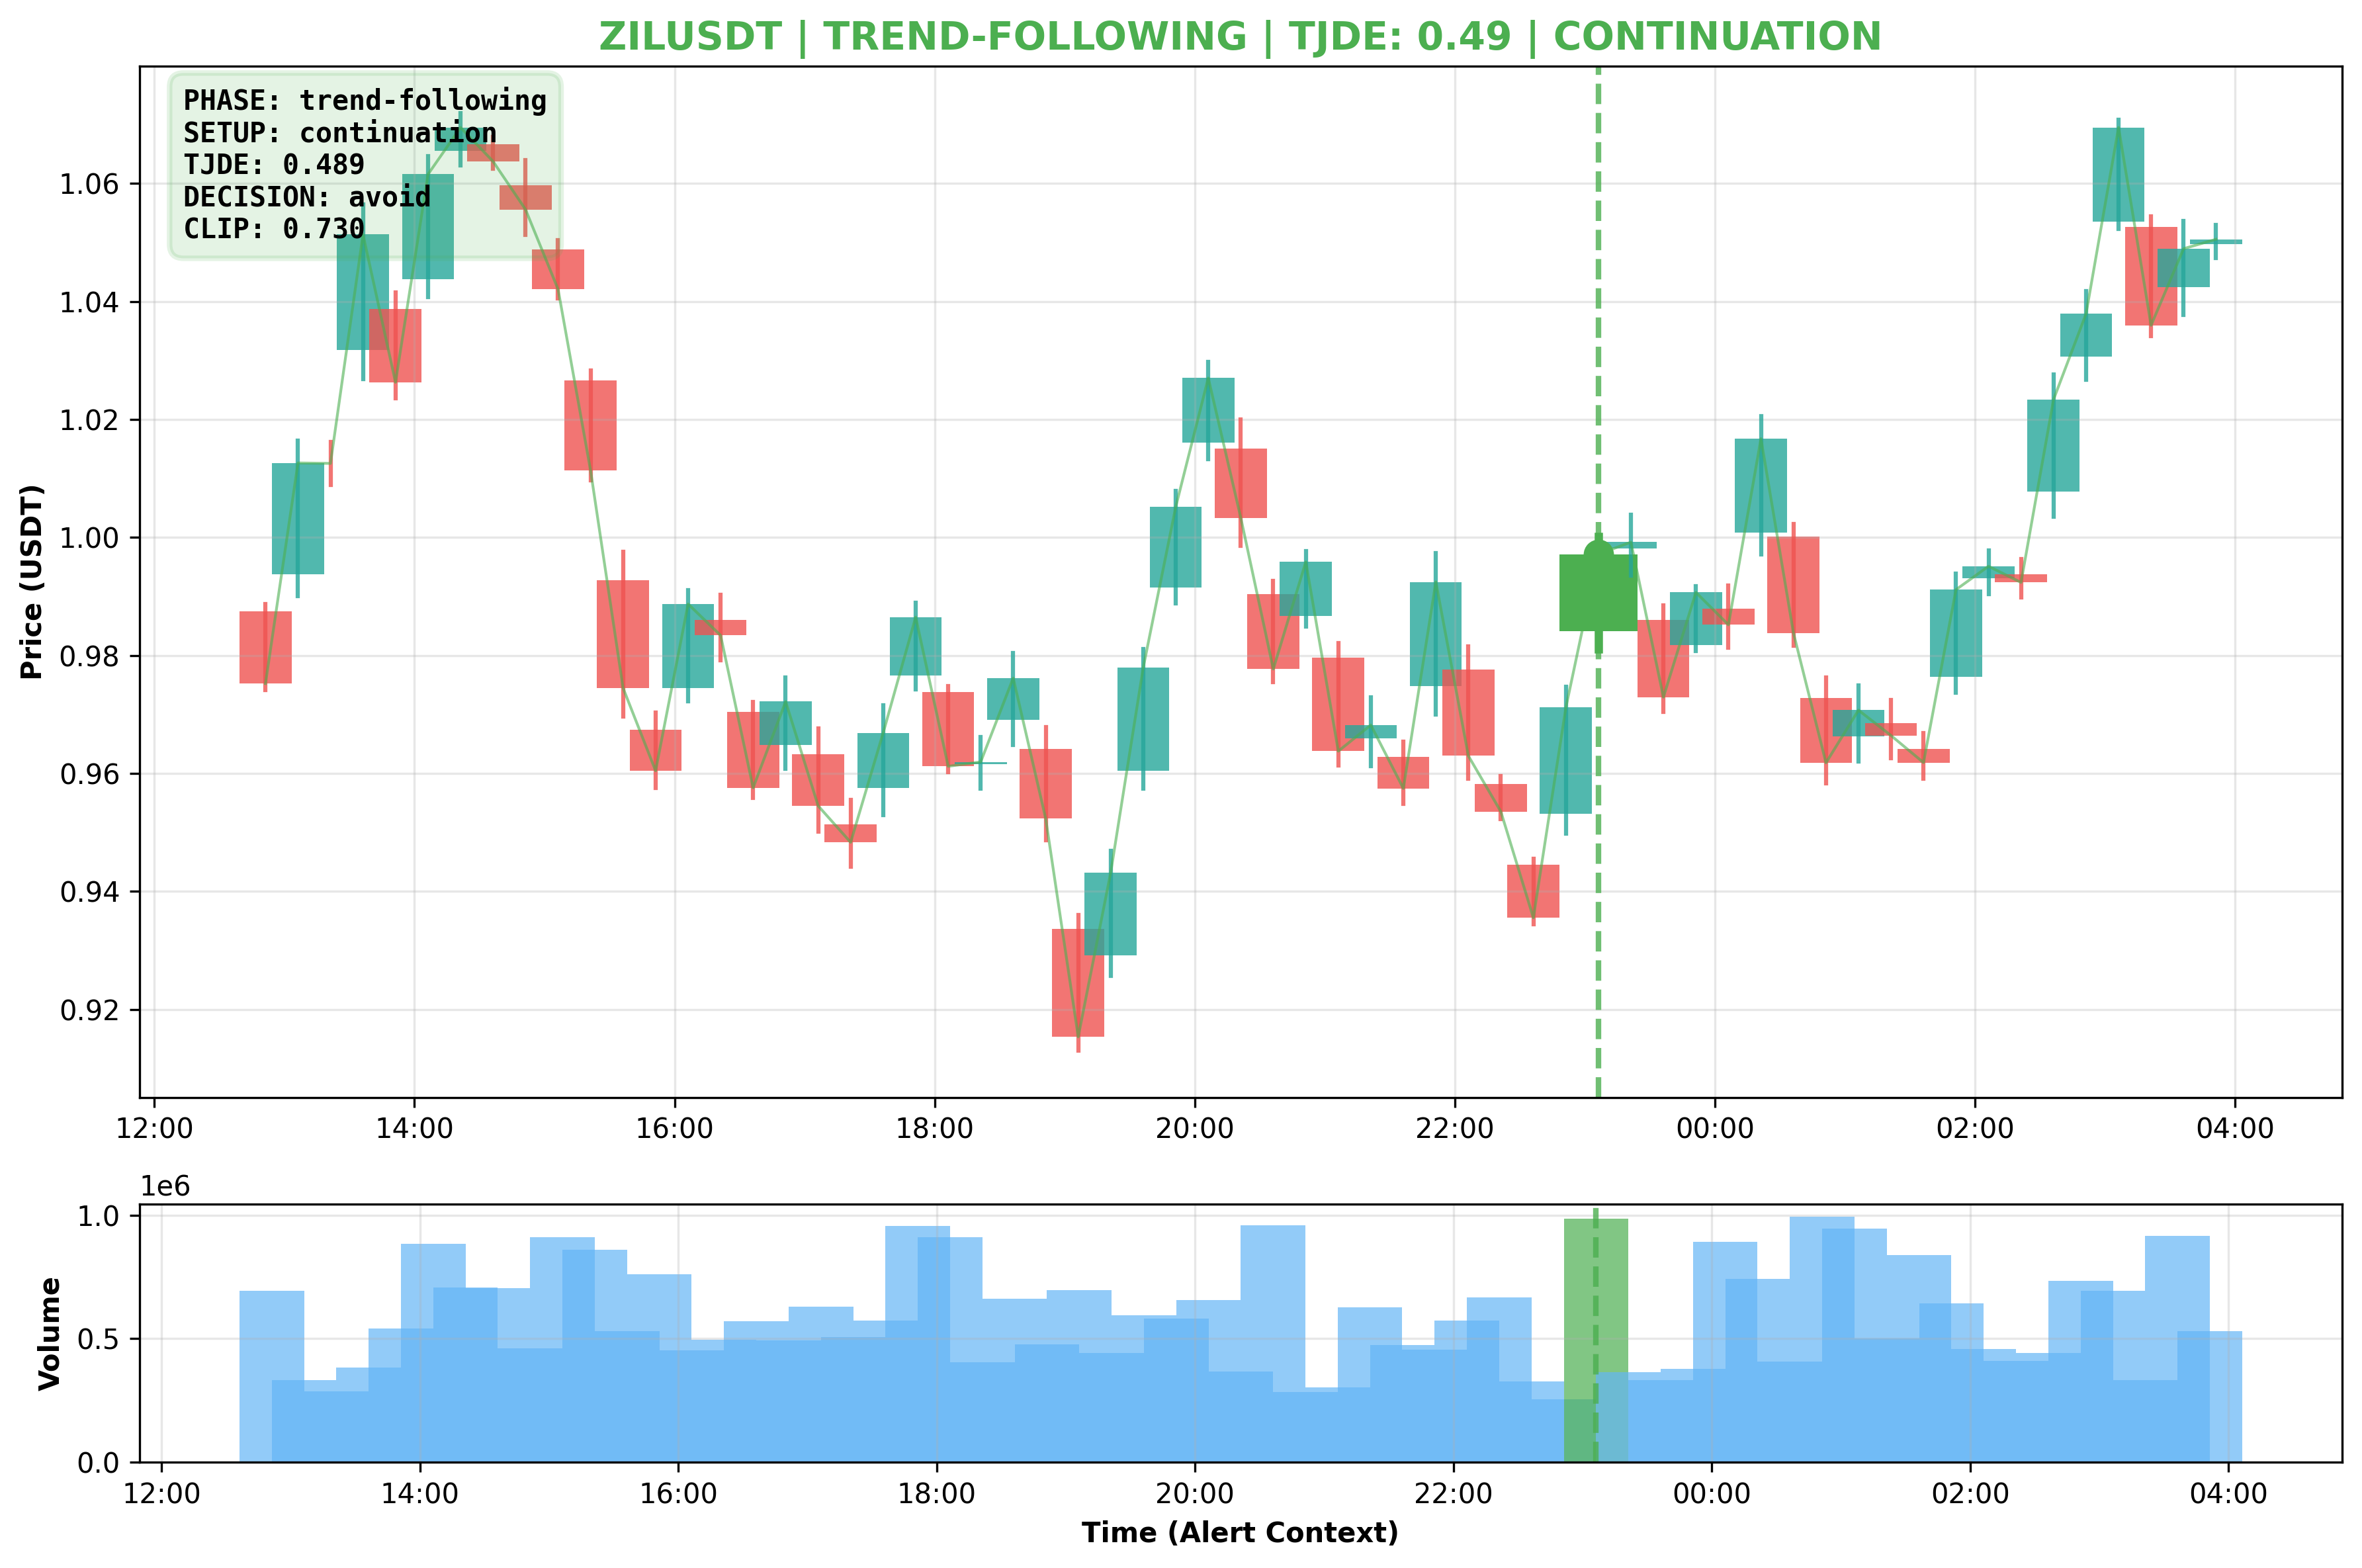 ZILUSDT | TREND-FOLLOWING | TJDE: 0.49 | CONTINUATION
PHASE: trend-following
SETUP: continuation
TJDE: 0.489
DECISION: avoid
CLIP: 0.730
Price (USDT)
1.06
1.04
1.02
1.00
0.98
0.96
0.94
0.92
12:00 14:00 16:00 18:00 20:00 22:00 00:00 02:00 04:00
1e6
Volume
1.0
0.5
0.0
12:00 14:00 16:00 18:00 20:00 22:00 00:00 02:00 04:00
Time (Alert Context)